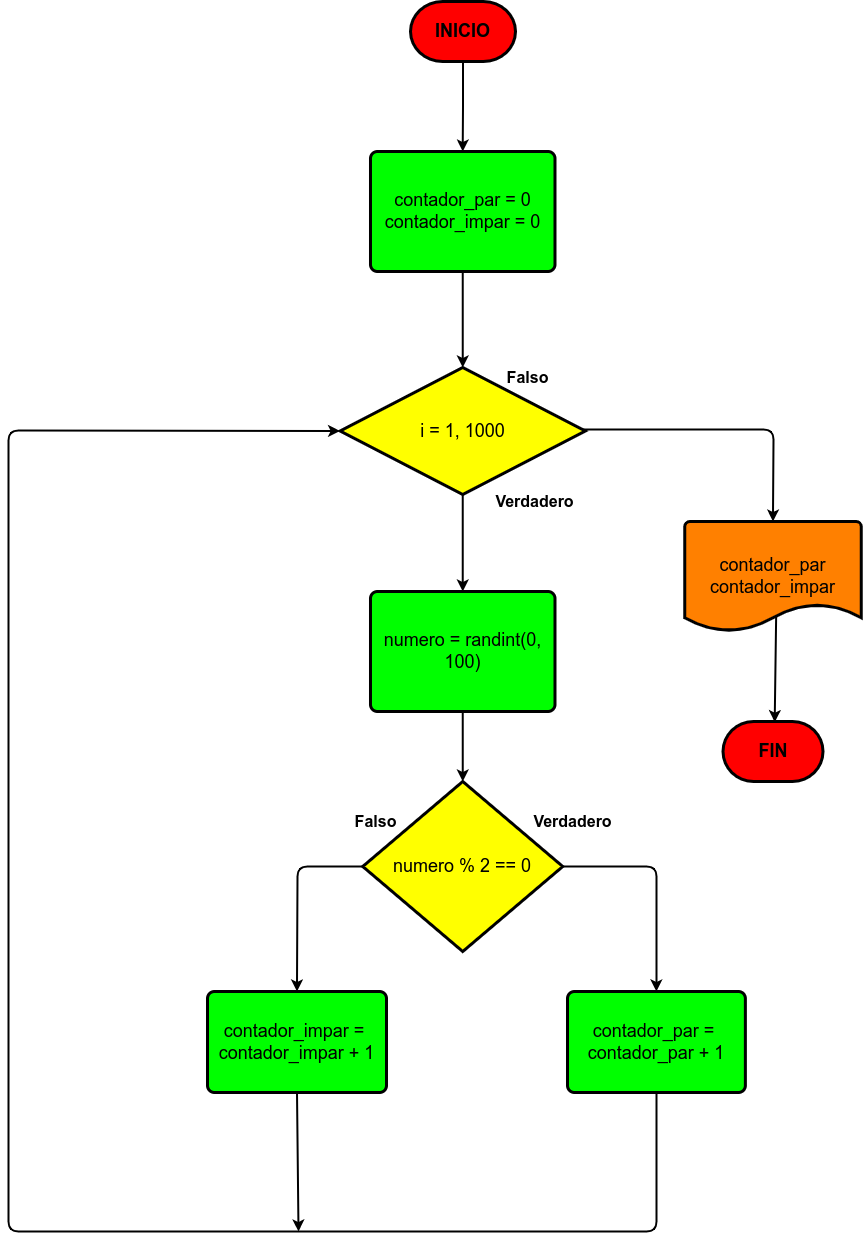 INICIO
contador_par = 0
contador_impar = 0
Falso
i = 1, 1000
Verdadero
contador_par
contador_impar
numero = randint(0,
100)
FIN
Falso
Verdadero
numero % 2 == 0
contador_impar =
contador_impar + 1
contador_par =
contador_par + 1